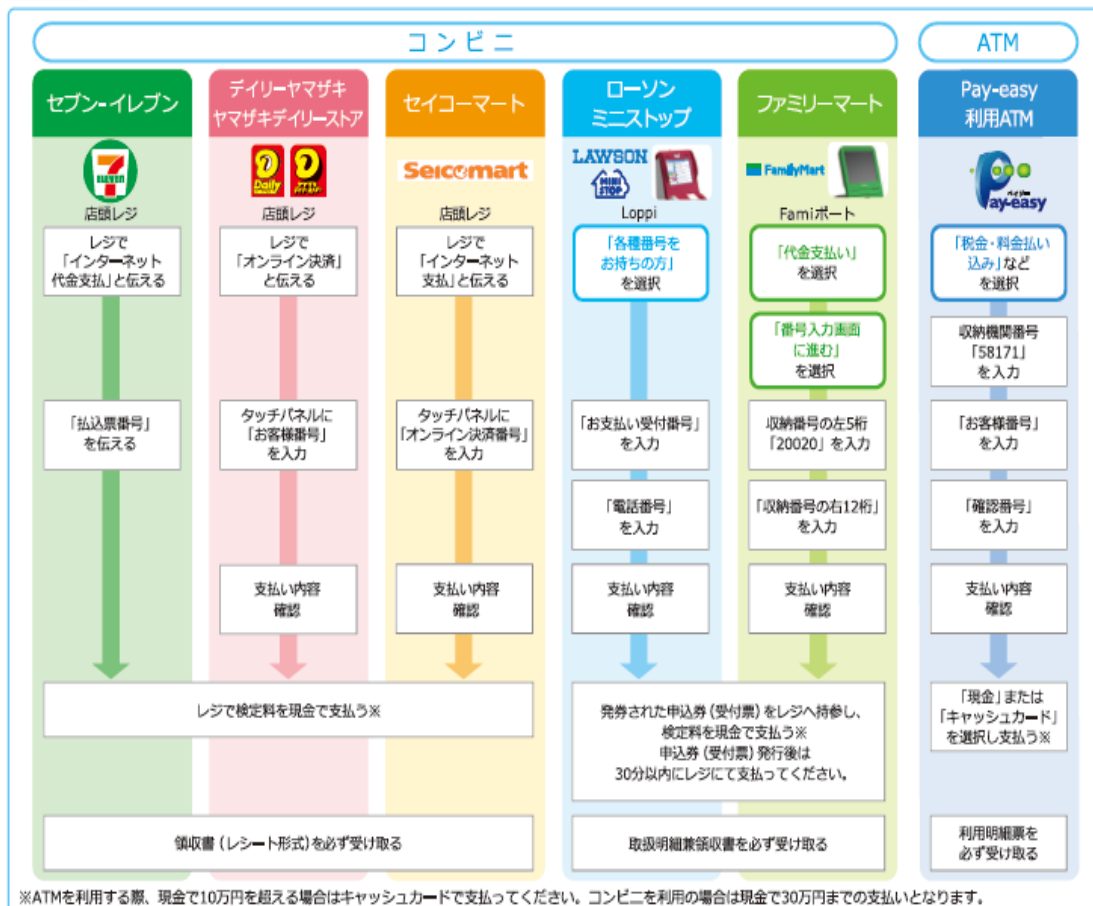 コンビニ
ATM
セブン-イレブン
デイリーヤマザキ
ヤマザキデイリーストア
セイコーマート
ローソン
ミニストップ
ファミリーマート
Pay-easy
利用ATM
7
ELEVEN
Daily
Seicomart
LAWSON
MINI
STOP
FamilyMart
ペイジー
Pay-easy
店頭レジ
店頭レジ
店頭レジ
Loppi
Famiポート
レジで
「インターネット
代金支払」と伝える
レジで
「オンライン決済」
と伝える
レジで
「インターネット
支払」と伝える
「各種番号を
お持ちの方」
を選択
「代金支払い」
を選択
「税金・料金払い
込み」など
を選択
「番号入力画面
に進む」
を選択
収納機関番号
「58171」
を入力
「払込票番号」
を伝える
タッチパネルに
「お客様番号」
を入力
タッチパネルに
「オンライン決済番号」
を入力
「お支払い受付番号」
を入力
収納番号の左5桁
「20020」を入力
「お客様番号」
を入力
「電話番号」
を入力
「収納番号の右12桁」
を入力
「確認番号」
を入力
支払い内容
確認
支払い内容
確認
支払い内容
確認
支払い内容
確認
支払い内容
確認
レジで検定料を現金で支払う※
発券された申込券（受付票）をレジへ持参し、
検定料を現金で支払う※
申込券（受付票）発行後は
30分以内にレジにて支払ってください。
「現金」または
「キャッシュカード」
を選択し支払う※
領収書（レシート形式）を必ず受け取る
取扱明細兼領収書を必ず受け取る
利用明細票を
必ず受け取る
※ATMを利用する際、現金で10万円を超える場合はキャッシュカードで支払ってください。コンビニを利用の場合は現金で30万円までの支払いとなります。